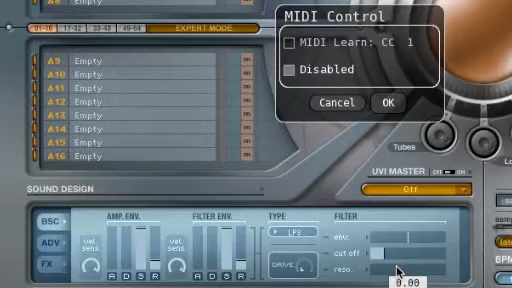 A8 Empty
MIDI Control
01-16 17-32 33-48 49-64 EXPERT MODE
MIDI Learn: CC 1
Disabled
Cancel OK
A9 Empty
A10 Empty
A11 Empty
A12 Empty
A13 Empty
A14 Empty
A15 Empty
A16 Empty
Tubes
UVI MASTER OFF ON
Off
SOUND DESIGN
BSC
ADV
FX
AMP. ENV.
vel. sens.
A D S R
FILTER ENV.
vel. sens.
A D S R
TYPE
LP3
DRIVE
FILTER
env.
cut off
reso.
0.00
BPM